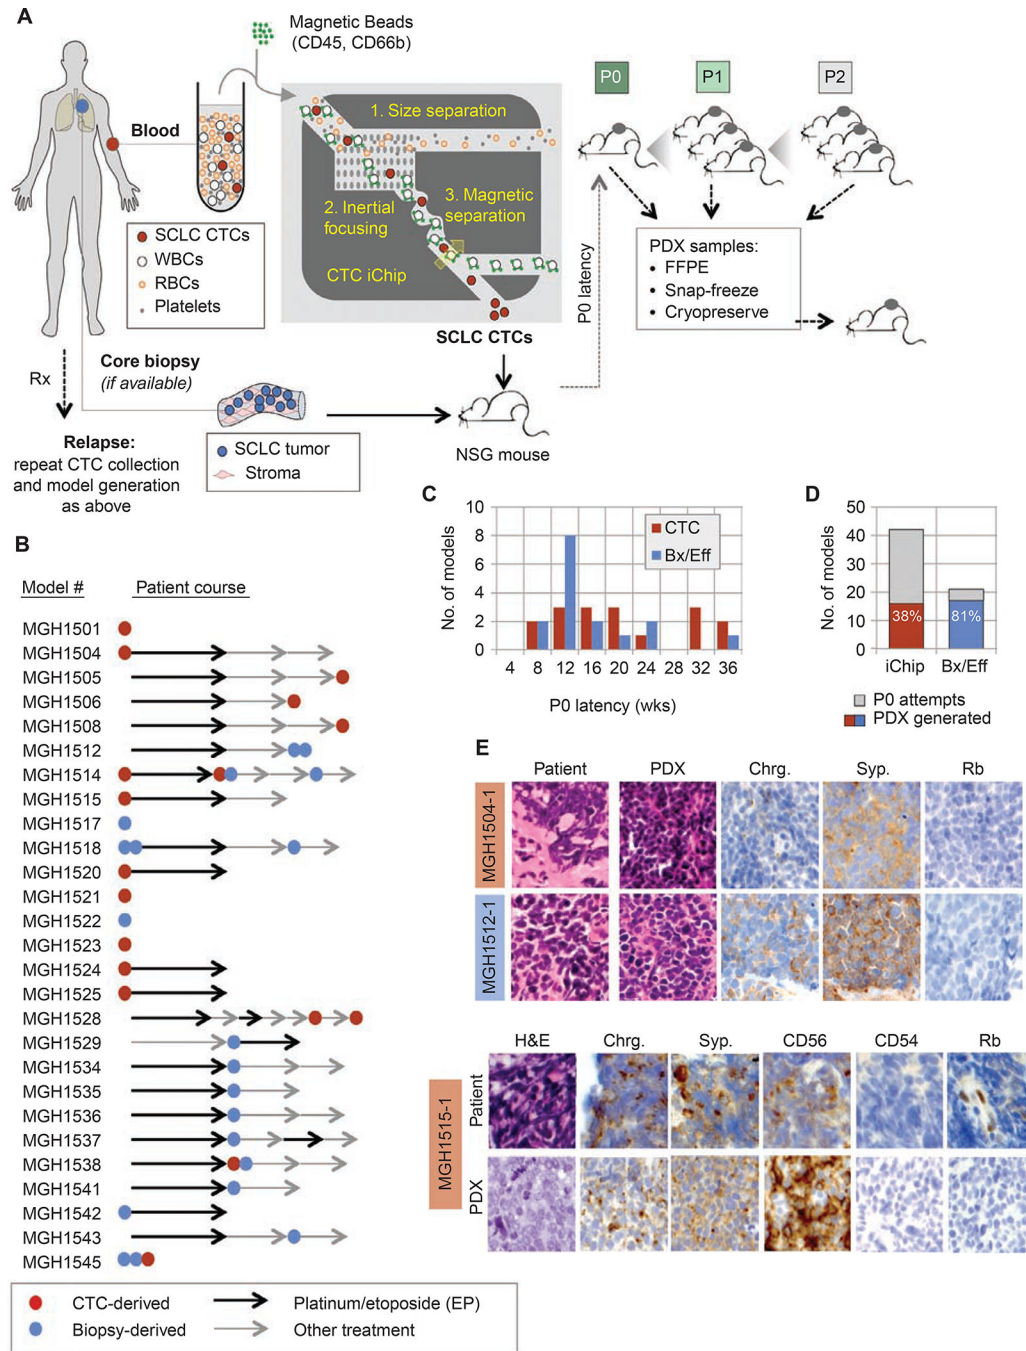 A
Magnetic Beads
(CD45, CD66b)
P0
P1
P2
Blood
1. Size separation
2. Inertial
focusing
3. Magnetic
separation
CTC iChip
SCLC CTCs
WBCs
RBCs
Platelets
SCLC CTCs
P0 latency
PDX samples:
• FFPE
• Snap-freeze
• Cryopreserve
Rx
Core biopsy
(if available)
NSG mouse
Relapse:
repeat CTC collection
and model generation
as above
SCLC tumor
Stroma
B
Model #
Patient course
MGH1501
MGH1504
MGH1505
MGH1506
MGH1508
MGH1512
MGH1514
MGH1515
MGH1517
MGH1518
MGH1520
MGH1521
MGH1522
MGH1523
MGH1524
MGH1525
MGH1528
MGH1529
MGH1534
MGH1535
MGH1536
MGH1537
MGH1538
MGH1541
MGH1542
MGH1543
MGH1545
CTC-derived
Platinum/etoposide (EP)
Biopsy-derived
Other treatment
C
No. of models
10
8
6
4
2
0
CTC
Bx/Eff
4 8 12 16 20 24 28 32 36
P0 latency (wks)
D
No. of models
50
40
30
20
10
0
38%
81%
iChip Bx/Eff
P0 attempts
PDX generated
E
Patient PDX Chrg. Syp. Rb
MGH1504-1
MGH1512-1
H&E Chrg. Syp. CD56 CD54 Rb
MGH1515-1
Patient
PDX